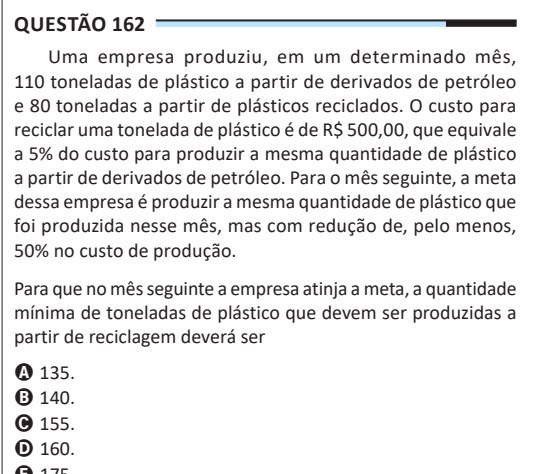 QUESTÃO 162
Uma empresa produziu, em um determinado mês,
110 toneladas de plástico a partir de derivados de petróleo
e 80 toneladas a partir de plásticos reciclados. O custo para
reciclar uma tonelada de plástico é de R$ 500,00, que equivale
a 5% do custo para produzir a mesma quantidade de plástico
a partir de derivados de petróleo. Para o mês seguinte, a meta
dessa empresa é produzir a mesma quantidade de plástico que
foi produzida nesse mês, mas com redução de, pelo menos,
50% no custo de produção.
Para que no mês seguinte a empresa atinja a meta, a quantidade
mínima de toneladas de plástico que devem ser produzidas a
partir de reciclagem deverá ser
A 135.
B 140.
C 155.
D 160.
E 175.